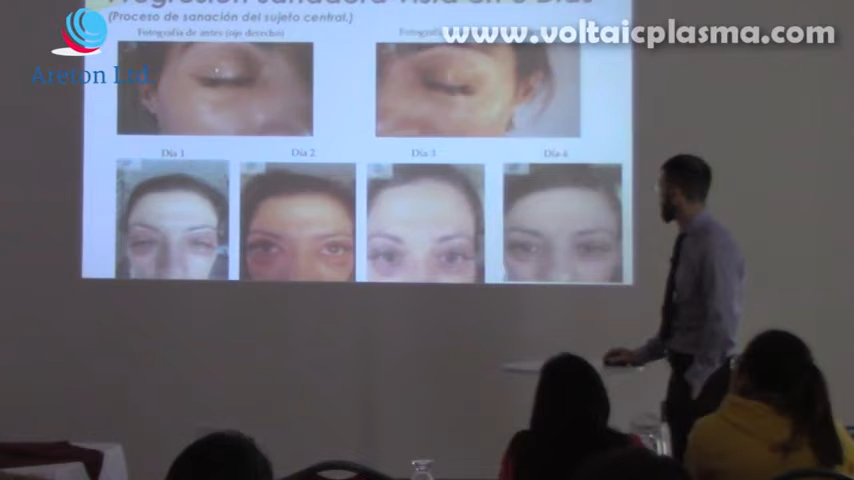 (Proceso de sanación del sujeto central.)
Fotografía de antes (ojo derecho)
www.voltaicplasma.com
Areton Ltd.
Día 1
Día 2
Día 3
Día 4